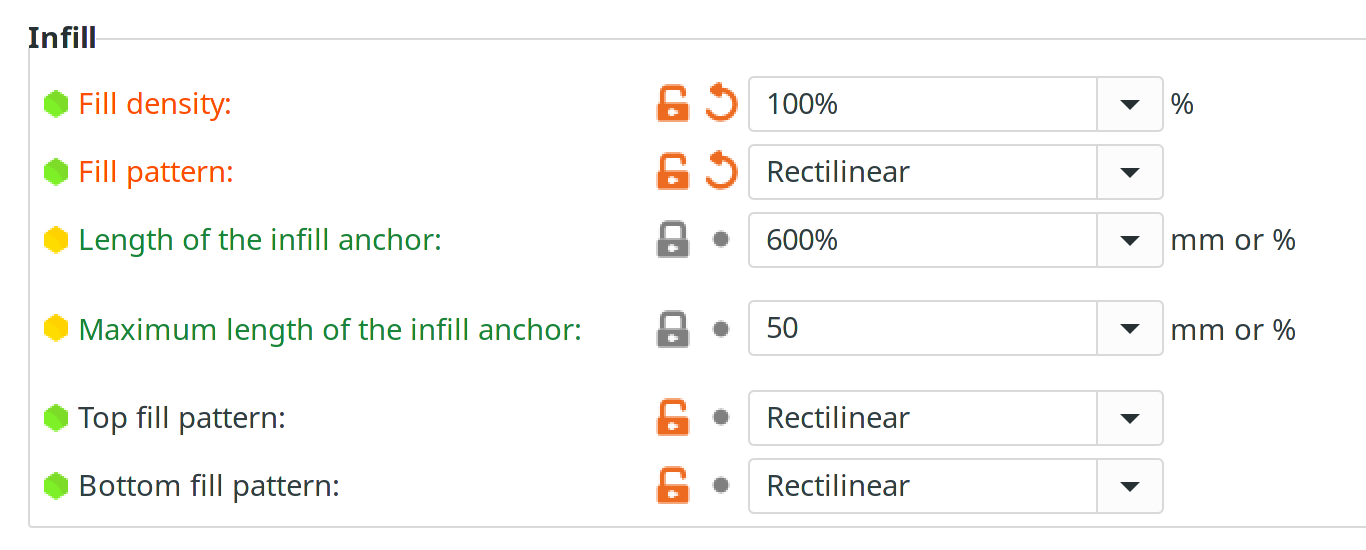 Infill
Fill density: 100% %
Fill pattern: Rectilinear
Length of the infill anchor: 600% mm or %
Maximum length of the infill anchor: 50 mm or %
Top fill pattern: Rectilinear
Bottom fill pattern: Rectilinear